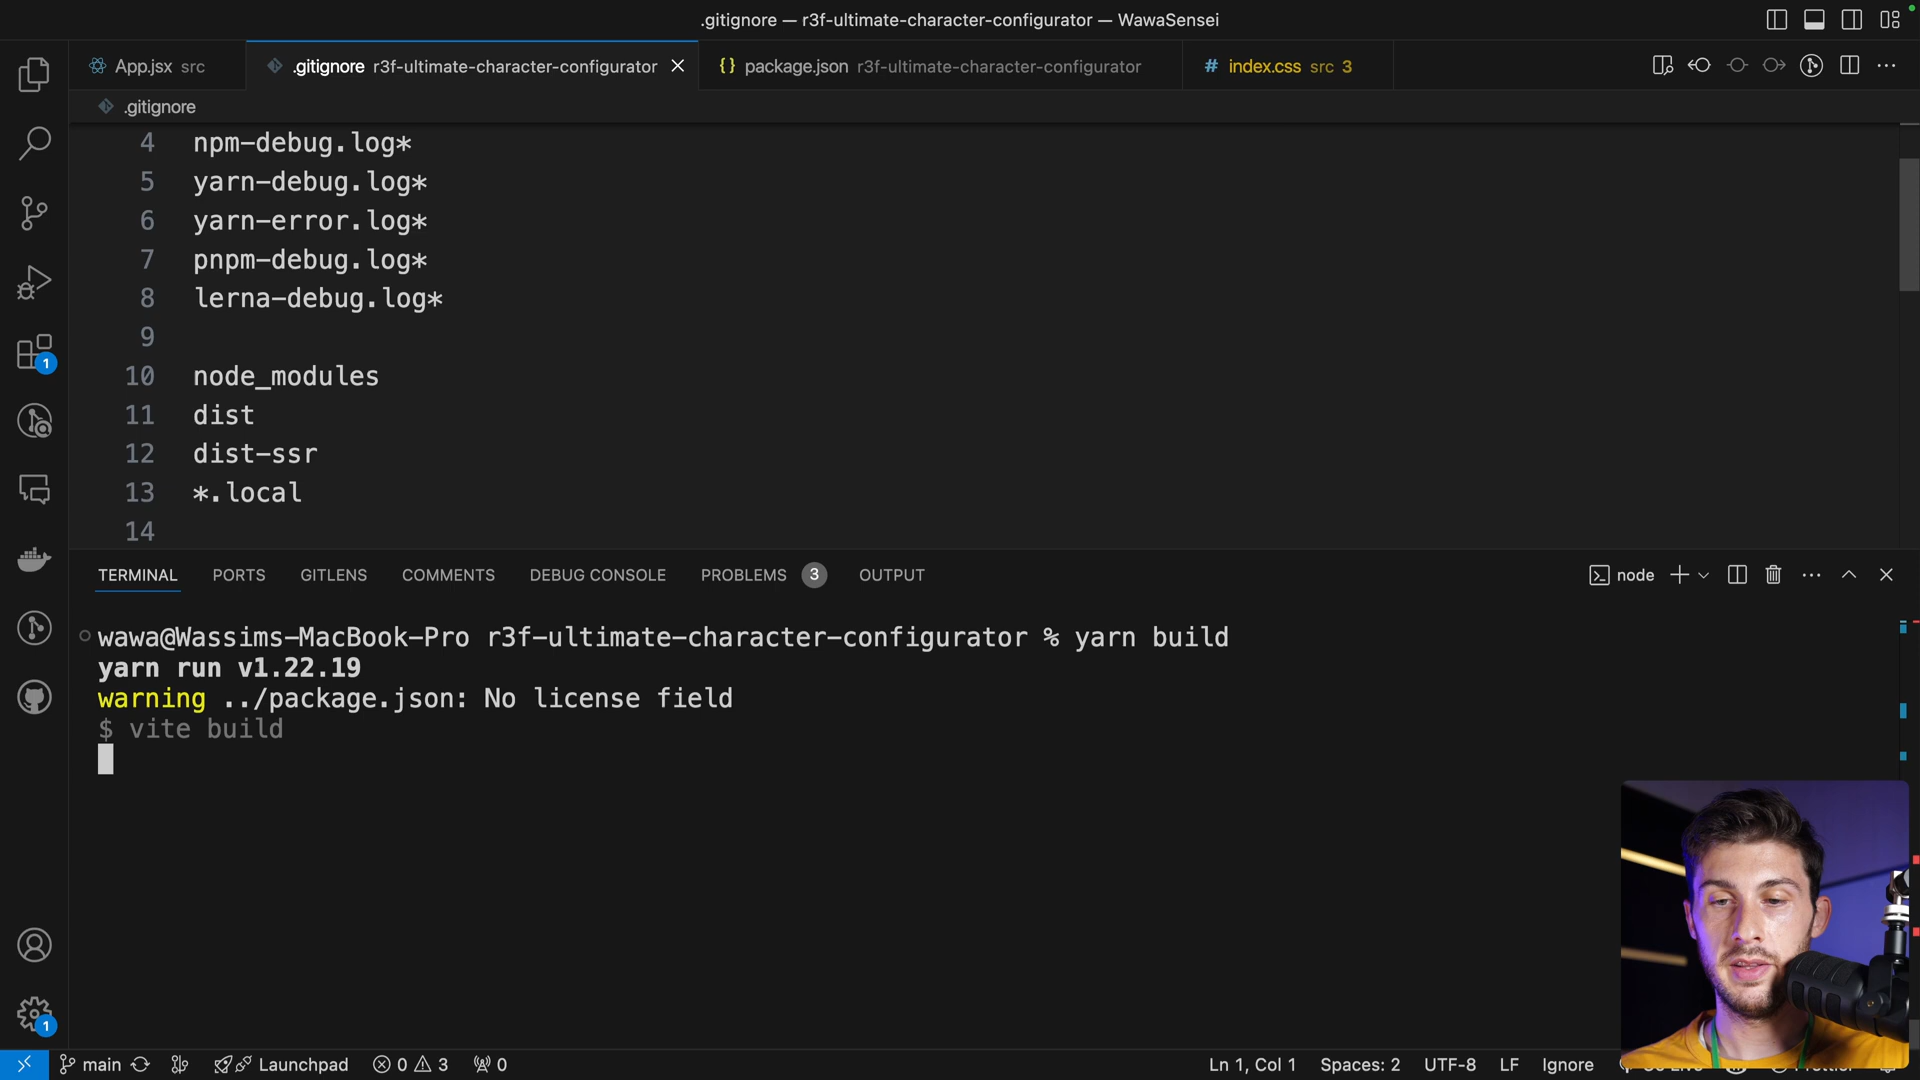 .gitignore — r3f-ultimate-character-configurator — WawaSensei
App.jsx src
.gitignore r3f-ultimate-character-configurator
{} package.json r3f-ultimate-character-configurator
# index.css src 3
.gitignore
4 npm-debug.log*
5 yarn-debug.log*
6 yarn-error.log*
7 pnpm-debug.log*
8 lerna-debug.log*
9
10 node_modules
11 dist
12 dist-ssr
13 *.local
14
TERMINAL PORTS GITLENS COMMENTS DEBUG CONSOLE PROBLEMS 3 OUTPUT
node
wawa@Wassims-MacBook-Pro r3f-ultimate-character-configurator % yarn build
yarn run v1.22.19
warning ../package.json: No license field
$ vite build
1
1
main Launchpad 0 3 0
Ln 1, Col 1 Spaces: 2 UTF-8 LF Ignore